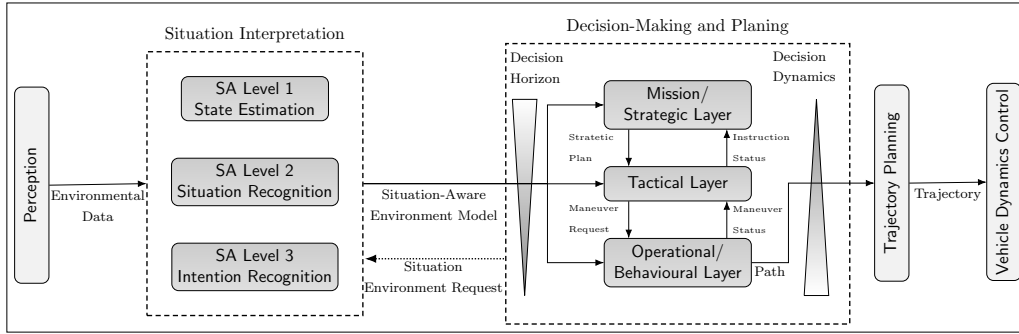 Situation Interpretation
Decision-Making and Planing
Perception
Environmental
Data
SA Level 1
State Estimation
SA Level 2
Situation Recognition
SA Level 3
Intention Recognition
Situation-Aware
Environment Model
Situation
Environment Request
Decision
Horizon
Mission/
Strategic Layer
Stratetic
Plan
Instruction
Status
Tactical Layer
Maneuver
Request
Maneuver
Status
Operational/
Behavioural Layer
Path
Decision
Dynamics
Trajectory Planning
Trajectory
Vehicle Dynamics Control